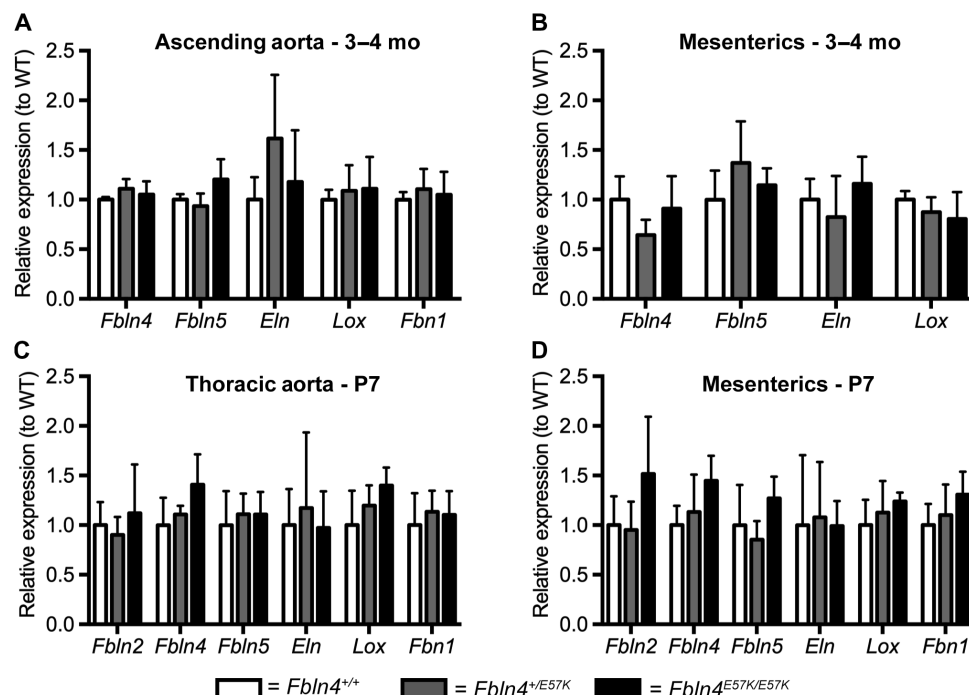 A
Ascending aorta - 3–4 mo
Relative expression (to WT)
2.5
2.0
1.5
1.0
0.5
0.0
Fbln4 Fbln5 Eln Lox Fbn1
B
Mesenterics - 3–4 mo
Relative expression (to WT)
2.5
2.0
1.5
1.0
0.5
0.0
Fbln4 Fbln5 Eln Lox
C
Thoracic aorta - P7
Relative expression (to WT)
2.5
2.0
1.5
1.0
0.5
0.0
Fbln2 Fbln4 Fbln5 Eln Lox Fbn1
D
Mesenterics - P7
Relative expression (to WT)
2.5
2.0
1.5
1.0
0.5
0.0
Fbln2 Fbln4 Fbln5 Eln Lox Fbn1
= Fbln4+/+ = Fbln4+/E57K = Fbln4E57K/E57K